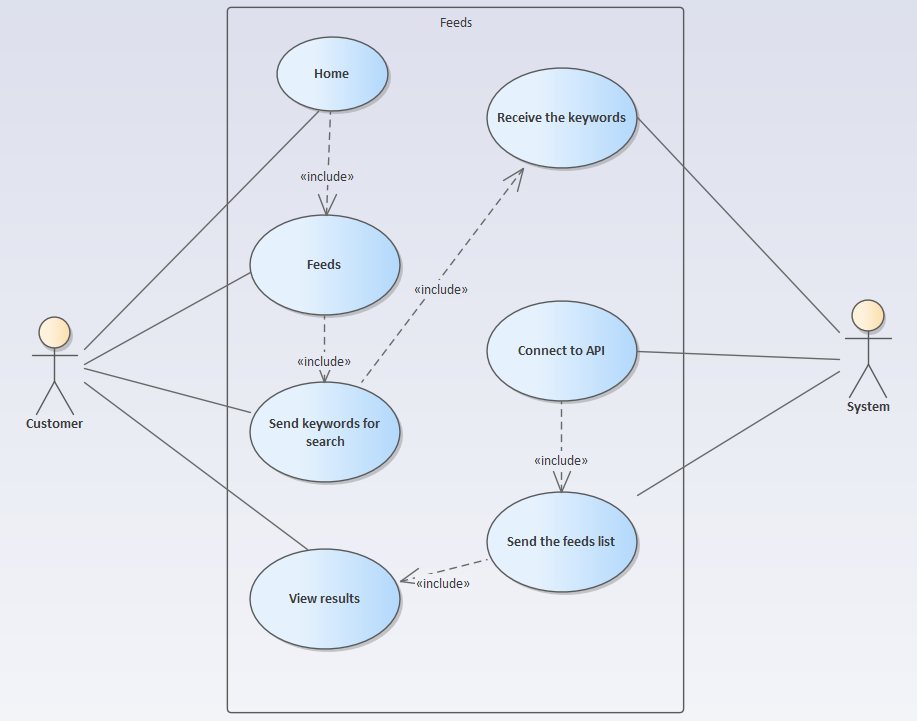 Feeds
Home
Receive the keywords
«include»
Feeds
«include»
Connect to API
«include»
Customer
System
Send keywords for
search
«include»
Send the feeds list
«include»
View results